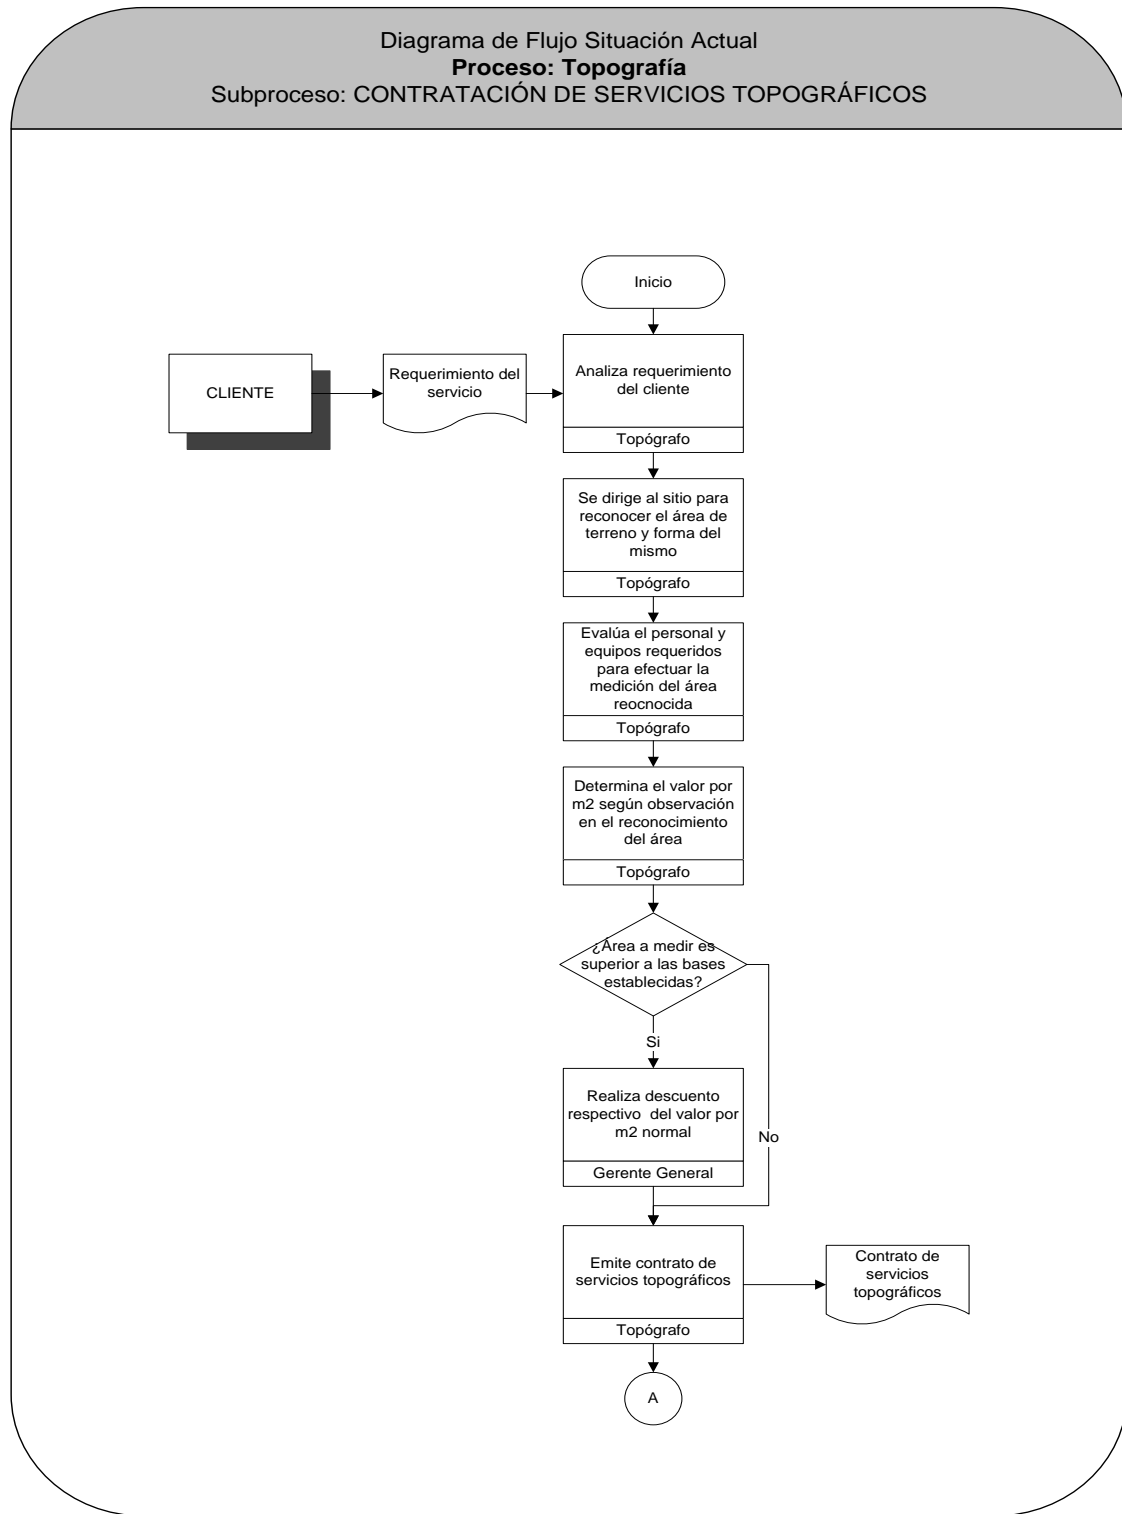 Diagrama de Flujo Situación Actual
Proceso: Topografía
Subproceso: CONTRATACIÓN DE SERVICIOS TOPOGRÁFICOS
Inicio
CLIENTE
Requerimiento del
servicio
Analiza requerimiento
del cliente
Topógrafo
Se dirige al sitio para
reconocer el área de
terreno y forma del
mismo
Topógrafo
Evalúa el personal y
equipos requeridos
para efectuar la
medición del área
reocnocida
Topógrafo
Determina el valor por
m2 según observación
en el reconocimiento
del área
Topógrafo
¿Área a medir es
superior a las bases
establecidas?
Si
Realiza descuento
respectivo del valor por
m2 normal
Gerente General
No
Emite contrato de
servicios topográficos
Topógrafo
Contrato de
servicios
topográficos
A